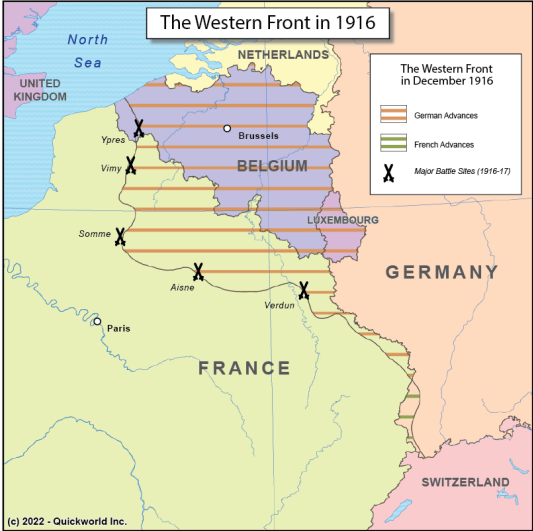 The Western Front in 1916
North
Sea
NETHERLANDS
UNITED
KINGDOM
The Western Front
in December 1916
German Advances
French Advances
Major Battle Sites (1916-17)
Ypres
Brussels
Vimy
BELGIUM
LUXEMBOURG
Somme
GERMANY
Aisne
Verdun
Paris
FRANCE
SWITZERLAND
(c) 2022 - Quickworld Inc.